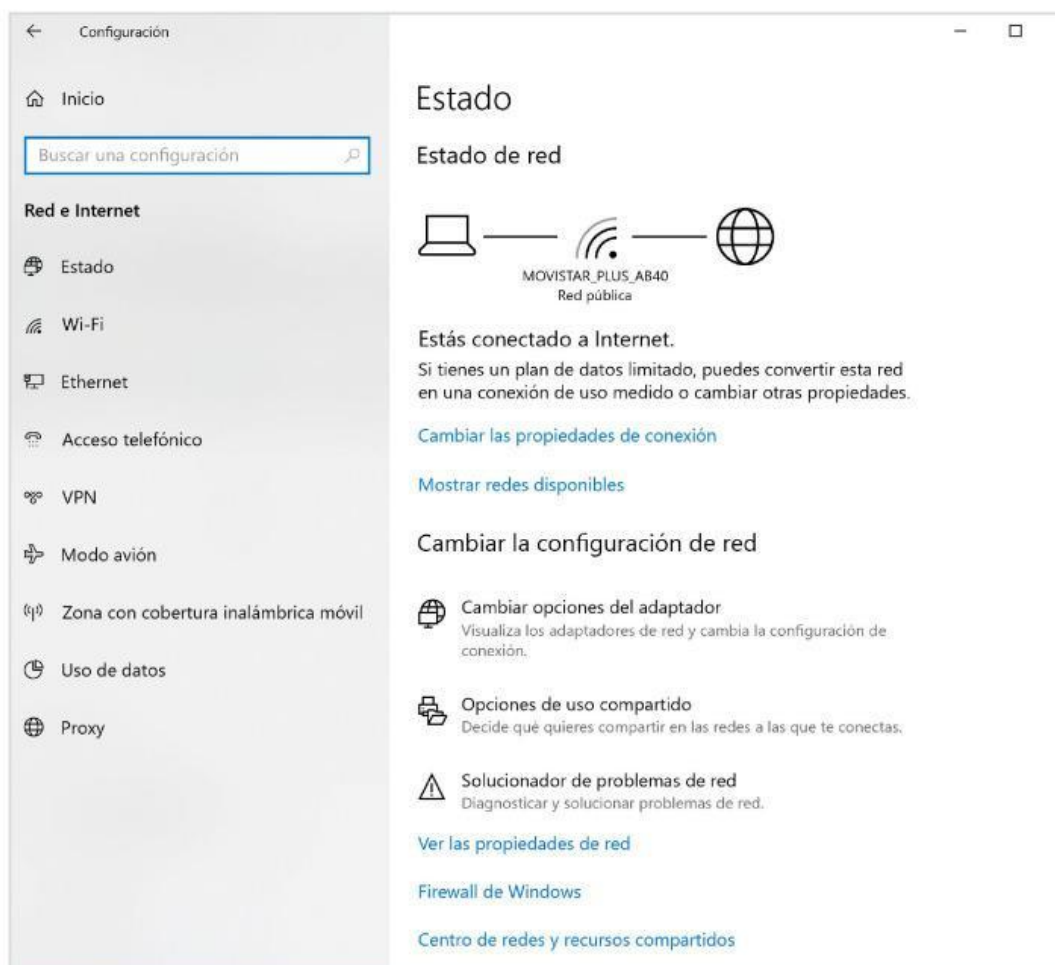 Configuración
Inicio
Buscar una configuración
Red e Internet
Estado
Wi-Fi
Ethernet
Acceso telefónico
VPN
Modo avión
Zona con cobertura inalámbrica móvil
Uso de datos
Proxy
Estado
Estado de red
MOVISTAR_PLUS_AB40
Red pública
Estás conectado a Internet.
Si tienes un plan de datos limitado, puedes convertir esta red
en una conexión de uso medido o cambiar otras propiedades.
Cambiar las propiedades de conexión
Mostrar redes disponibles
Cambiar la configuración de red
Cambiar opciones del adaptador
Visualiza los adaptadores de red y cambia la configuración de
conexión.
Opciones de uso compartido
Decide qué quieres compartir en las redes a las que te conectas.
Solucionador de problemas de red
Diagnosticar y solucionar problemas de red.
Ver las propiedades de red
Firewall de Windows
Centro de redes y recursos compartidos